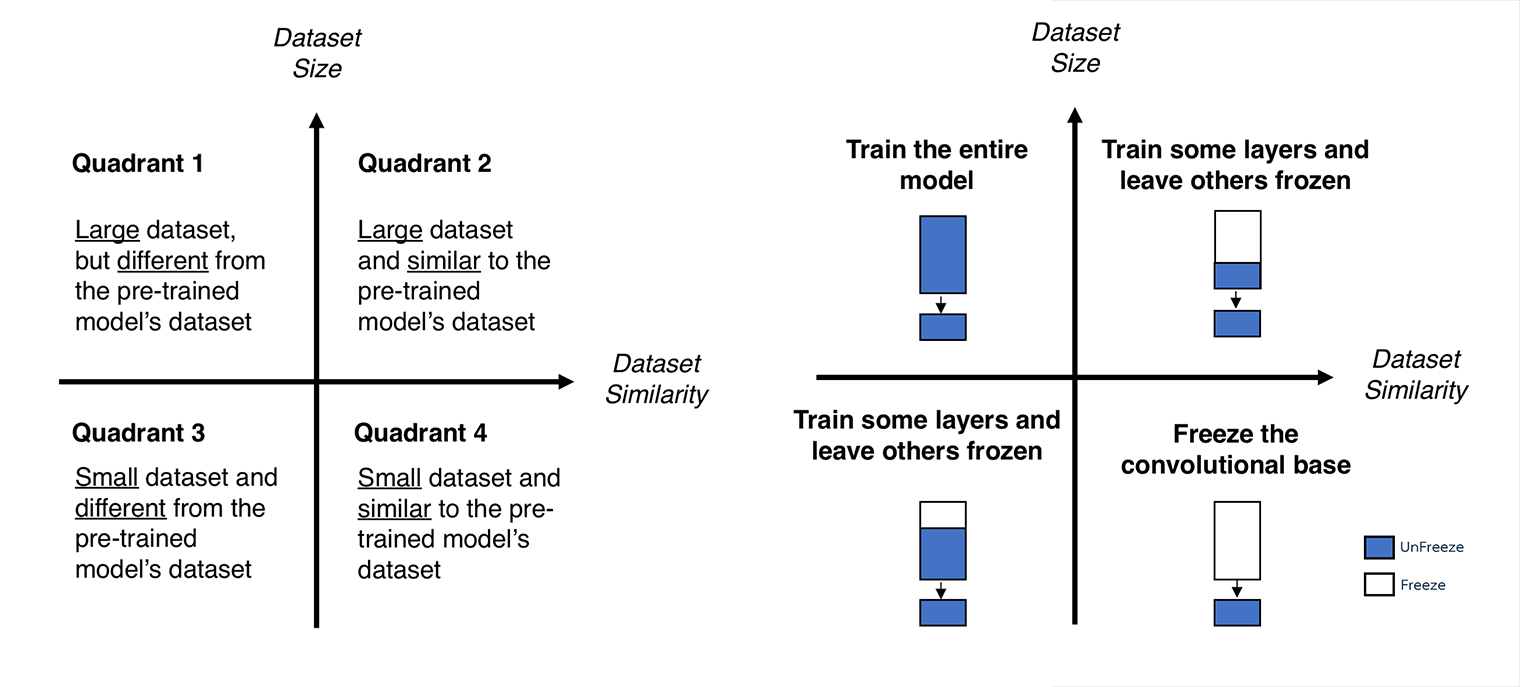 Dataset
Size
Quadrant 1
Large dataset,
but different from
the pre-trained
model's dataset
Quadrant 2
Large dataset
and similar to the
pre-trained
model's dataset
Dataset
Similarity
Quadrant 3
Small dataset and
different from the
pre-trained
model's dataset
Quadrant 4
Small dataset and
similar to the pre-
trained model's
dataset
Dataset
Size
Train the entire
model
Train some layers and
leave others frozen
Dataset
Similarity
Train some layers and
leave others frozen
Freeze the
convolutional base
UnFreeze
Freeze